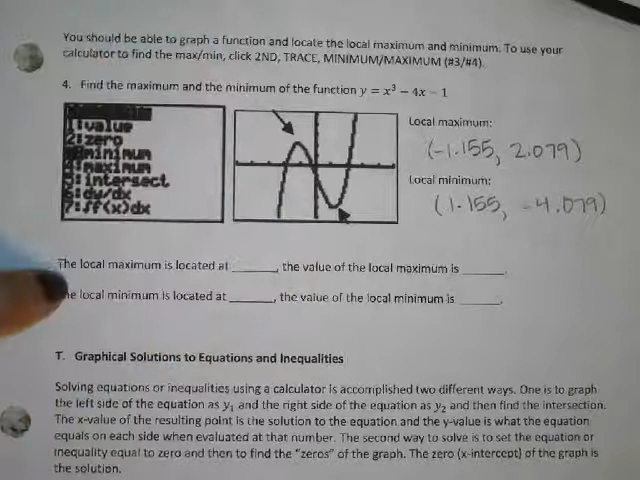 You should be able to graph a function and locate the local maximum and minimum. To use your
calculator to find the max/min, click 2ND, TRACE, MINIMUM/MAXIMUM (#3/#4).
4. Find the maximum and the minimum of the function y = x³ − 4x − 1
1:value
2:zero
3:minimum
4:maximum
5:intersect
6:dy/dx
7:∫f(x)dx
Local maximum:
(-1.155, 2.079)
Local minimum:
(1.155, -4.079)
The local maximum is located at ______, the value of the local maximum is ______.
he local minimum is located at ______, the value of the local minimum is ______.
T. Graphical Solutions to Equations and Inequalities
Solving equations or inequalities using a calculator is accomplished two different ways. One is to graph
the left side of the equation as y₁ and the right side of the equation as y₂ and then find the intersection.
The x-value of the resulting point is the solution to the equation and the y-value is what the equation
equals on each side when evaluated at that number. The second way to solve is to set the equation or
inequality equal to zero and then to find the "zeros" of the graph. The zero (x-intercept) of the graph is
the solution.